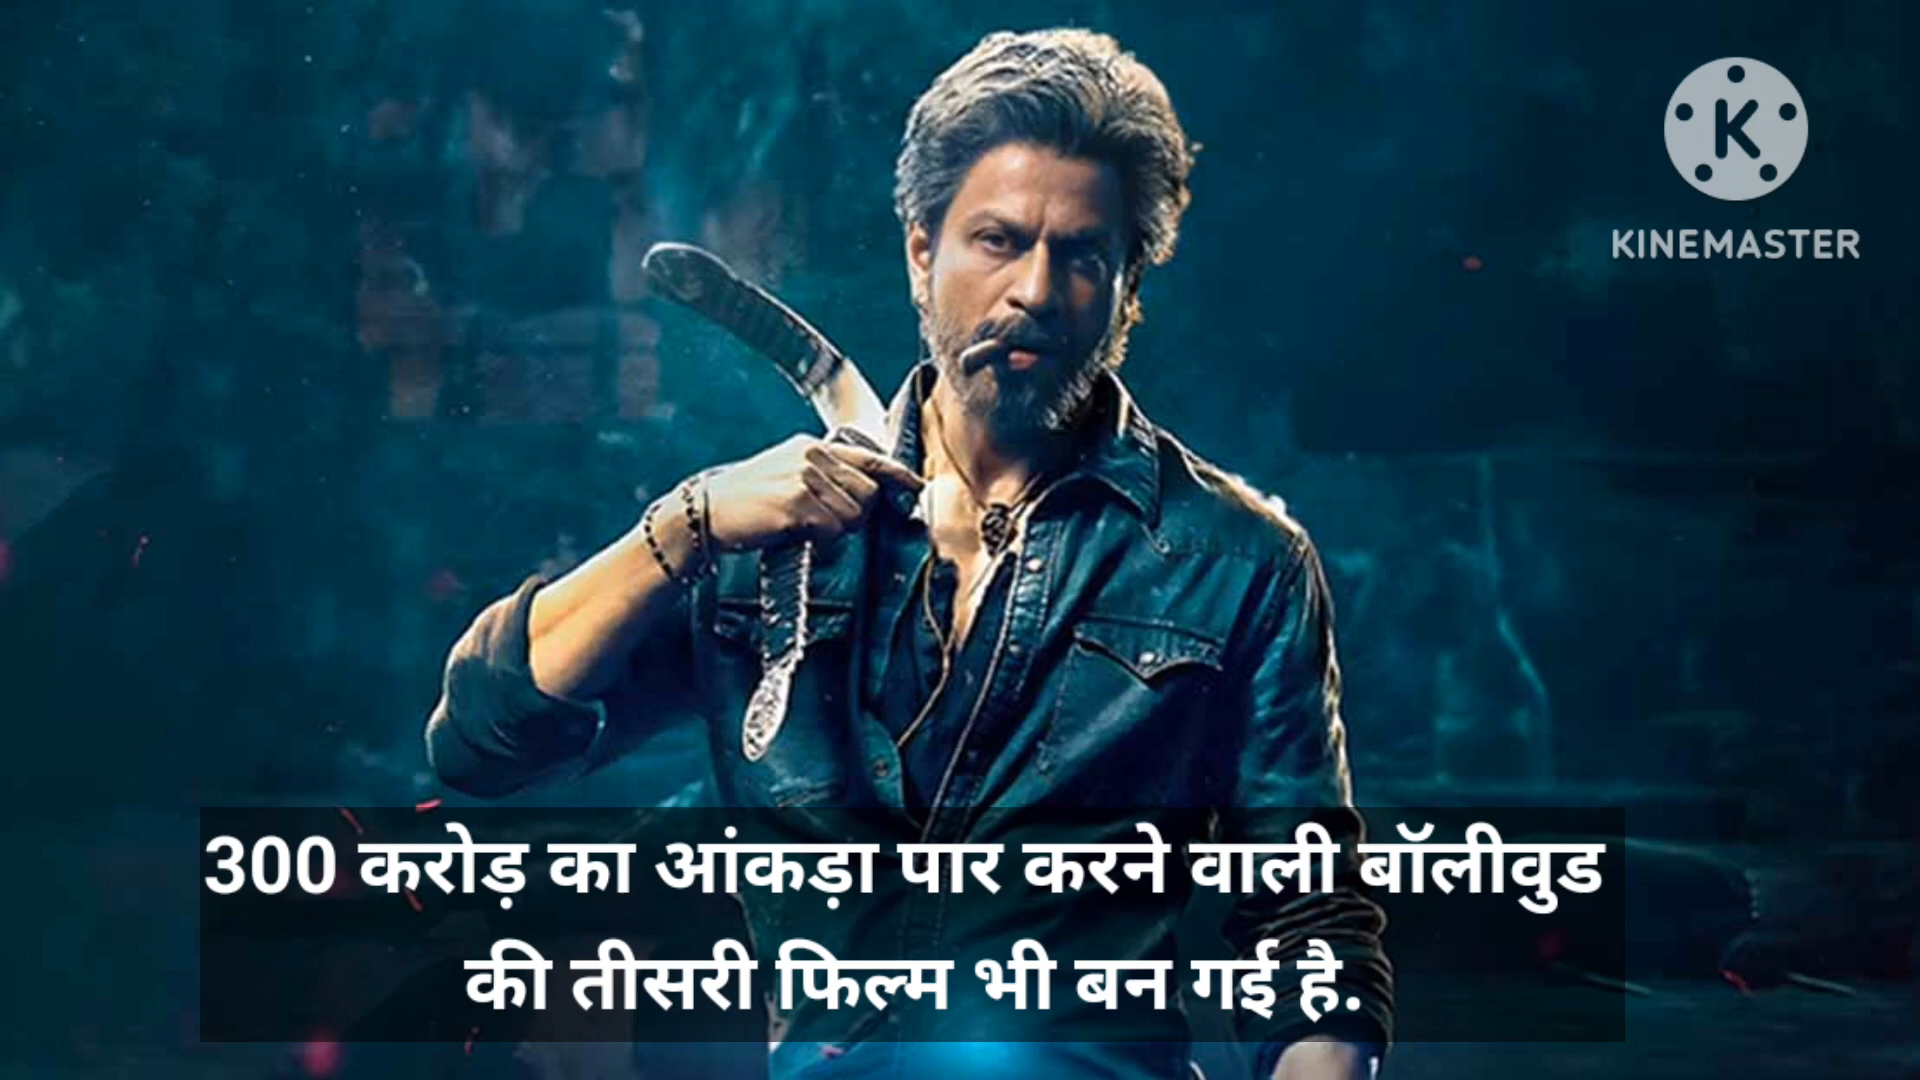 K
KINEMASTER
300 करोड़ का आंकड़ा पार करने वाली बॉलीवुड
की तीसरी फिल्म भी बन गई है.